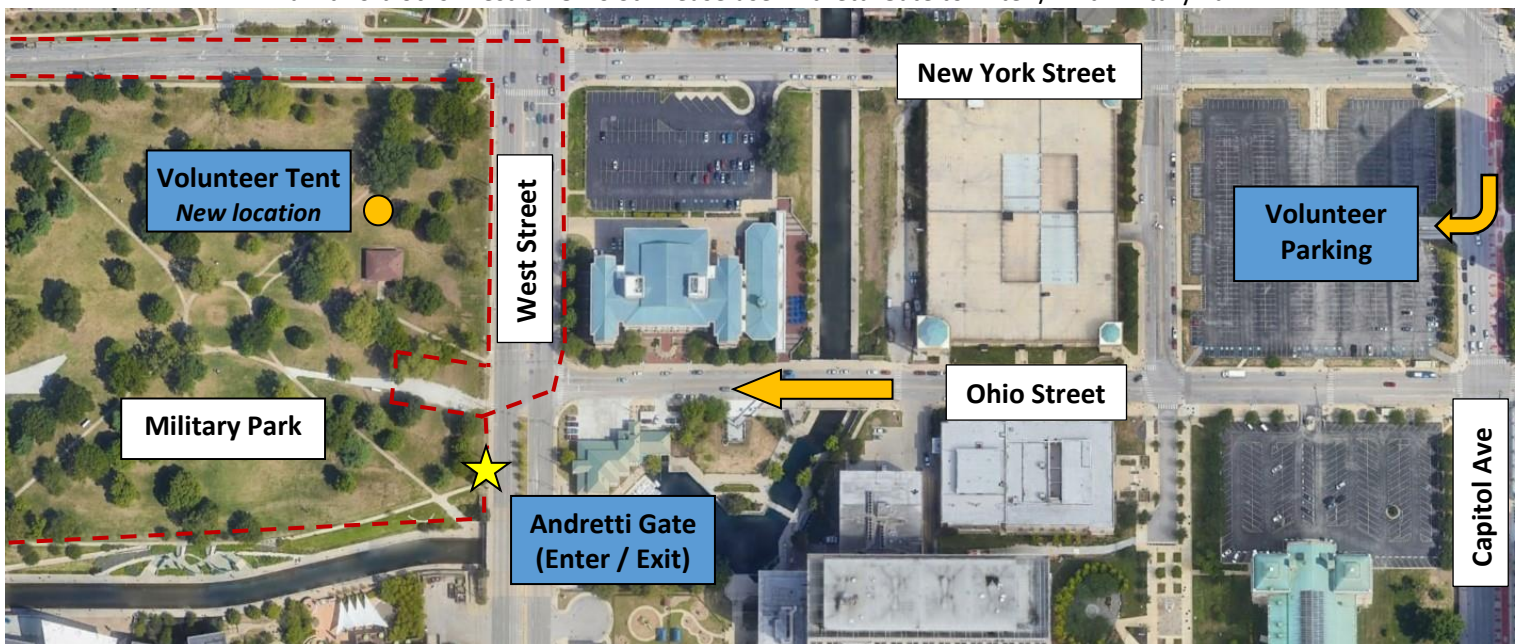 New York Street
Volunteer Tent
New location
West Street
Volunteer
Parking
Military Park
Ohio Street
Andretti Gate
(Enter / Exit)
Capitol Ave